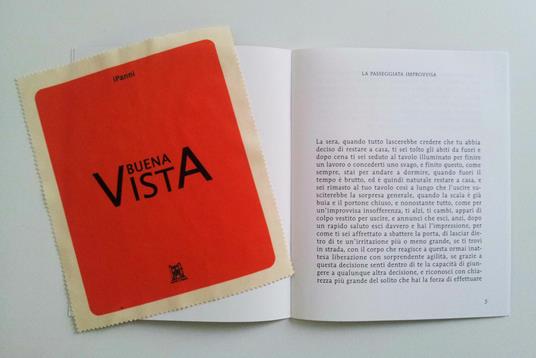 iPanni
BUENA
VISTA
LA PASSEGGIATA IMPROVVISA
La sera, quando tutto lascerebbe credere che tu abbia
deciso di restare a casa, ti sei tolto gli abiti da fuori e
dopo cena ti sei seduto al tavolo illuminato per finire
un lavoro o concederti uno svago, e finito questo, come
sempre, stai per andare a dormire, quando fuori il
tempo è brutto, ed è quindi naturale restare a casa, e
sei rimasto al tuo tavolo così a lungo che l'uscire su-
sciterebbe la sorpresa generale, quando la scala è già
buia e il portone chiuso, e nonostante tutto, come per
un'improvvisa insofferenza, ti alzi, ti cambi, appari di
colpo vestito per uscire, e annunci che esci, anzi, dopo
un rapido saluto esci davvero e hai l'impressione, per
come ti sei affrettato a sbattere la porta, di lasciar die-
tro di te un'irritazione più o meno grande, se ti trovi
in strada, con il corpo che reagisce a questa ormai inat-
tesa liberazione con sorprendente agilità, se grazie a
questa decisione senti dentro di te la capacità di giun-
gere a qualunque altra decisione, e riconosci con chia-
rezza più grande del solito che hai la forza di effettuare
5